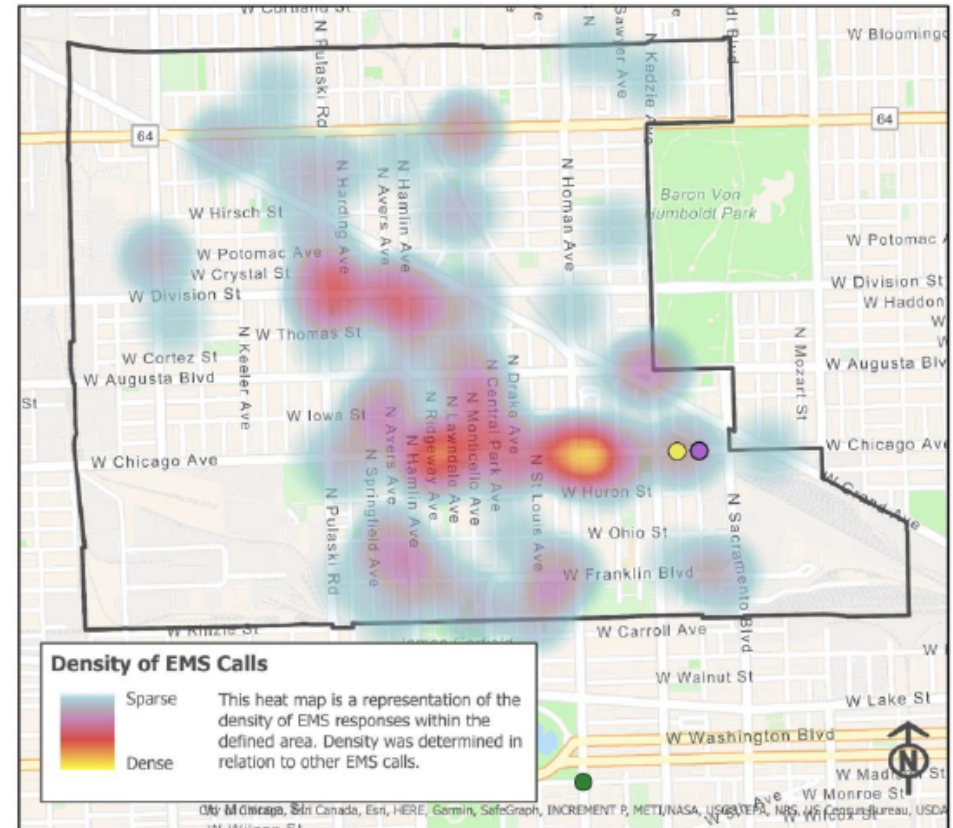 W Cortland St
N Pulaski Rd
N
Sawyer Ave
N Kedzie Ave
W Bloomingd
64
64
N Harding Ave
N Avers Ave
N Hamlin Ave
N Homan Ave
Baron Von
Humboldt Park
W Hirsch St
W Potomac Ave
W Potomac A
W Crystal St
W Division St
W Division St
W Haddon
W Thomas St
N Keeler Ave
N Mozart St
W Cortez St
W Augusta Blvd
W Augusta Blv
St
N Drake Ave
N Central Park Ave
N Monticello Ave
N Lawndale Ave
N Ridgeway Ave
W Iowa St
N Avers Ave
N Hamlin Ave
N Springfield Ave
W Chicago Ave
W Chicago Ave
N St Louis Ave
W Huron St
W Grand Ave
N Pulaski Rd
W Ohio St
N Sacramento Blvd
W Franklin Blvd
W Kinzie St
W Carroll Ave
W Walnut St
W Lake St
W Washington Blvd
N
W Madison St
W Monroe St
W Wilcox St
Density of EMS Calls
Sparse
Dense
This heat map is a representation of the
density of EMS responses within the
defined area. Density was determined in
relation to other EMS calls.
Esri Canada, Esri, HERE, Garmin, SafeGraph, INCREMENT P, METI/NASA, USGS, EPA, NPS, US Census Bureau, USDA